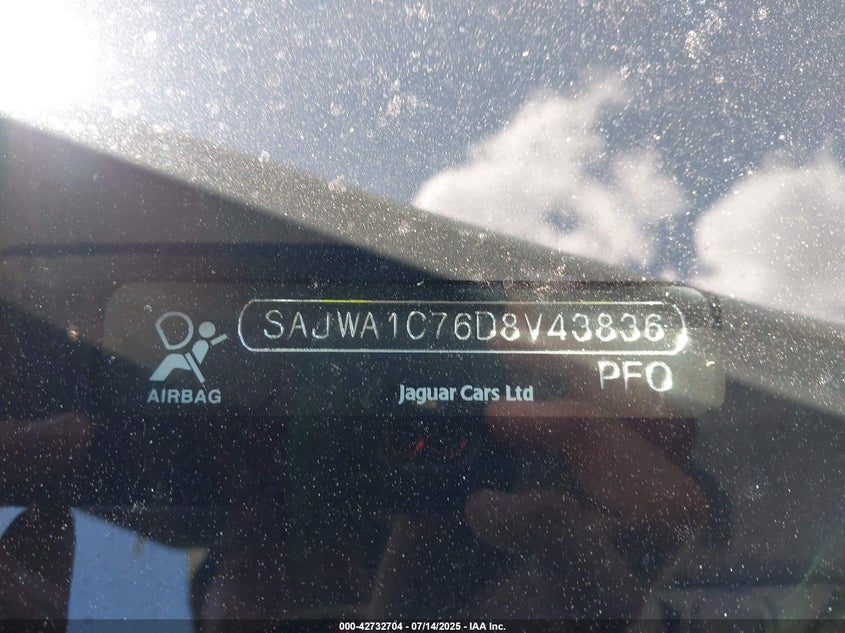 SAJWA1C76D8V43836
PFO
AIRBAG
Jaguar Cars Ltd
000-42732704 - 07/14/2025 - IAA Inc.